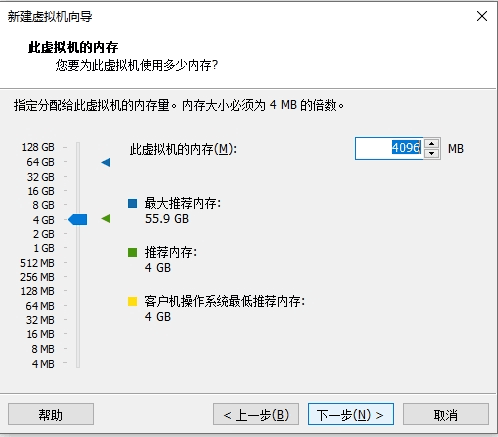 新建虚拟机向导
此虚拟机的内存
您要为此虚拟机使用多少内存?
指定分配给此虚拟机的内存量。内存大小必须为 4 MB 的倍数。
128 GB
64 GB
32 GB
16 GB
8 GB
4 GB
2 GB
1 GB
512 MB
256 MB
128 MB
64 MB
32 MB
16 MB
8 MB
4 MB
此虚拟机的内存(M): 4096 MB
最大推荐内存:
55.9 GB
推荐内存:
4 GB
客户机操作系统最低推荐内存:
4 GB
帮助 < 上一步(B) 下一步(N) > 取消